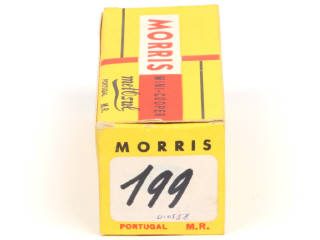 MORRIS
MINI-COOPER
metosul
PORTUGAL M.R.
MORRIS
199
PORTUGAL M.R.